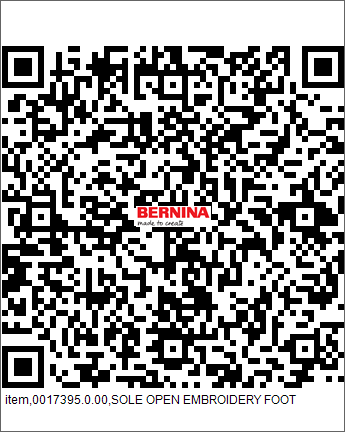 BERNINA
made to create
item,0017395.0.00,SOLE OPEN EMBROIDERY FOOT